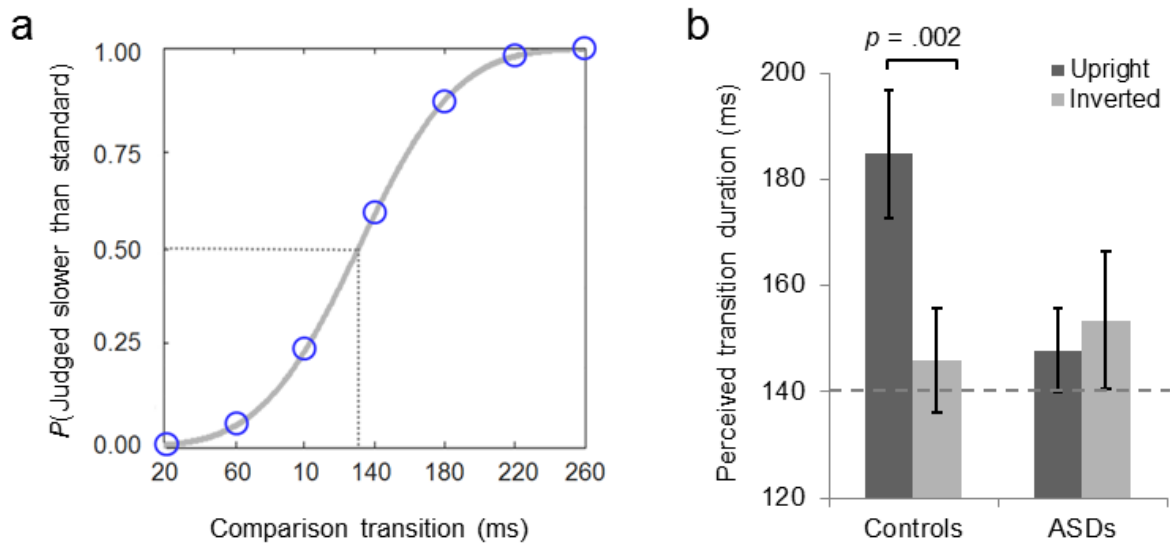 a
1.00
0.75
0.50
0.25
0.00
P(Judged slower than standard)
20 60 10 140 180 220 260
Comparison transition (ms)
b
p = .002
Upright
Inverted
200
180
160
140
120
Perceived transition duration (ms)
Controls ASDs